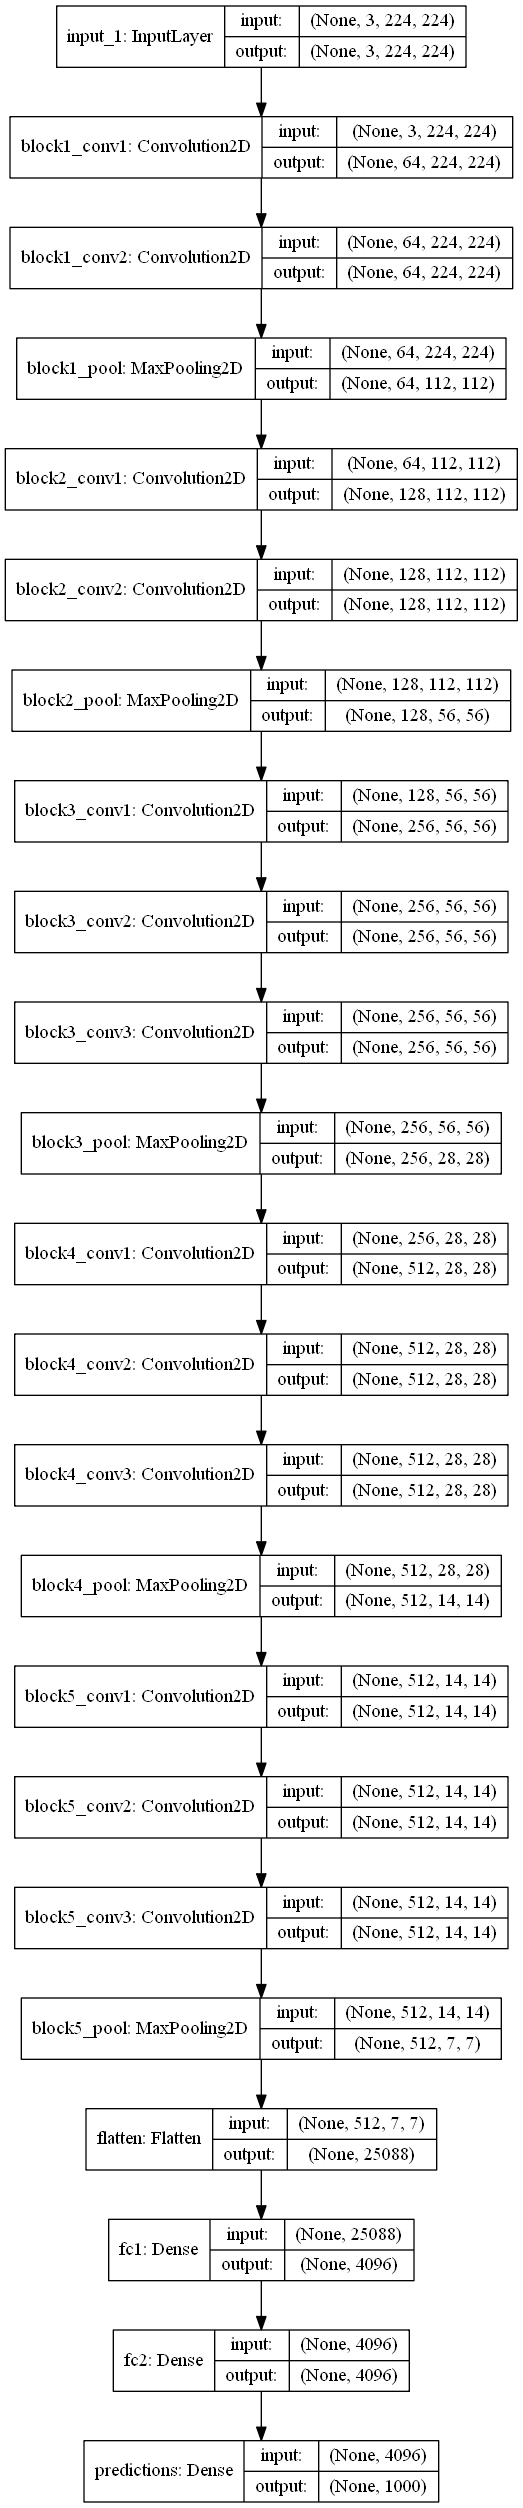 input_1: InputLayer
input: (None, 3, 224, 224)
output: (None, 3, 224, 224)
block1_conv1: Convolution2D
input: (None, 3, 224, 224)
output: (None, 64, 224, 224)
block1_conv2: Convolution2D
input: (None, 64, 224, 224)
output: (None, 64, 224, 224)
block1_pool: MaxPooling2D
input: (None, 64, 224, 224)
output: (None, 64, 112, 112)
block2_conv1: Convolution2D
input: (None, 64, 112, 112)
output: (None, 128, 112, 112)
block2_conv2: Convolution2D
input: (None, 128, 112, 112)
output: (None, 128, 112, 112)
block2_pool: MaxPooling2D
input: (None, 128, 112, 112)
output: (None, 128, 56, 56)
block3_conv1: Convolution2D
input: (None, 128, 56, 56)
output: (None, 256, 56, 56)
block3_conv2: Convolution2D
input: (None, 256, 56, 56)
output: (None, 256, 56, 56)
block3_conv3: Convolution2D
input: (None, 256, 56, 56)
output: (None, 256, 56, 56)
block3_pool: MaxPooling2D
input: (None, 256, 56, 56)
output: (None, 256, 28, 28)
block4_conv1: Convolution2D
input: (None, 256, 28, 28)
output: (None, 512, 28, 28)
block4_conv2: Convolution2D
input: (None, 512, 28, 28)
output: (None, 512, 28, 28)
block4_conv3: Convolution2D
input: (None, 512, 28, 28)
output: (None, 512, 28, 28)
block4_pool: MaxPooling2D
input: (None, 512, 28, 28)
output: (None, 512, 14, 14)
block5_conv1: Convolution2D
input: (None, 512, 14, 14)
output: (None, 512, 14, 14)
block5_conv2: Convolution2D
input: (None, 512, 14, 14)
output: (None, 512, 14, 14)
block5_conv3: Convolution2D
input: (None, 512, 14, 14)
output: (None, 512, 14, 14)
block5_pool: MaxPooling2D
input: (None, 512, 14, 14)
output: (None, 512, 7, 7)
flatten: Flatten
input: (None, 512, 7, 7)
output: (None, 25088)
fc1: Dense
input: (None, 25088)
output: (None, 4096)
fc2: Dense
input: (None, 4096)
output: (None, 4096)
predictions: Dense
input: (None, 4096)
output: (None, 1000)